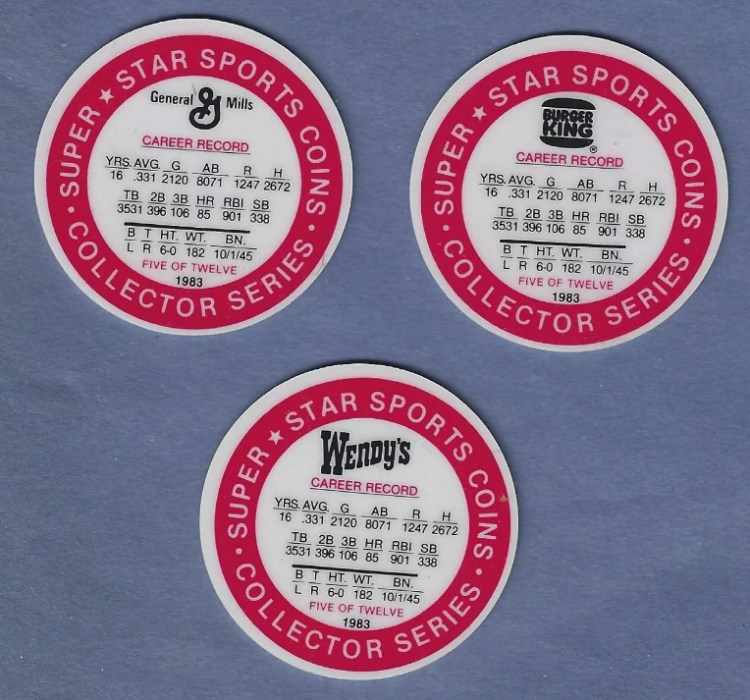 SUPER ★ STAR SPORTS COINS
General Mills
CAREER RECORD
YRS. AVG. G AB R H
16 .331 2120 8071 1247 2672
TB 2B 3B HR RBI SB
3531 396 106 85 901 338
B T HT. WT. BN.
L R 6-0 182 10/1/45
FIVE OF TWELVE
1983
• COLLECTOR SERIES •
SUPER ★ STAR SPORTS COINS
BURGER
KING
®
CAREER RECORD
YRS. AVG. G AB R H
16 .331 2120 8071 1247 2672
TB 2B 3B HR RBI SB
3531 396 106 85 901 338
B T HT. WT. BN.
L R 6-0 182 10/1/45
FIVE OF TWELVE
1983
• COLLECTOR SERIES •
SUPER ★ STAR SPORTS COINS
WENDY'S
CAREER RECORD
YRS. AVG. G AB R H
16 .331 2120 8071 1247 2672
TB 2B 3B HR RBI SB
3531 396 106 85 901 338
B T HT. WT. BN.
L R 6-0 182 10/1/45
FIVE OF TWELVE
1983
• COLLECTOR SERIES •